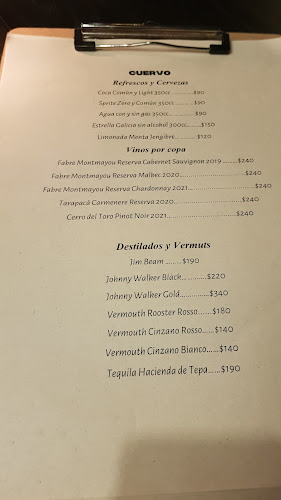 CUERVO
Refrescos y Cervezas
Coca Común y Light 350cc............$90
Sprite Zero y Común 350cc..........$90
Agua con y sin gas 350cc............$90
Estrella Galicia sin alcohol 300cc......$150
Limonada Menta Jengibre..........$120
Vinos por copa
Fabre Montmayou Reserva Cabernet Sauvignon 2019........$240
Fabre Montmayou Reserva Malbec 2020............................$240
Fabre Montmayou Reserva Chardonnay 2021.......................$240
Tarapacá Carmenere Reserva 2020.............................$240
Cerro del Toro Pinot Noir 2021..........................$240
Destilados y Vermuts
Jim Beam ........$190
Johnny Walker Black...........$220
Johnny Walker Gold.............$340
Vermouth Rooster Rosso.......$180
Vermouth Cinzano Rosso......$140
Vermouth Cinzano Bianco......$140
Tequila Hacienda de Tepa......$190